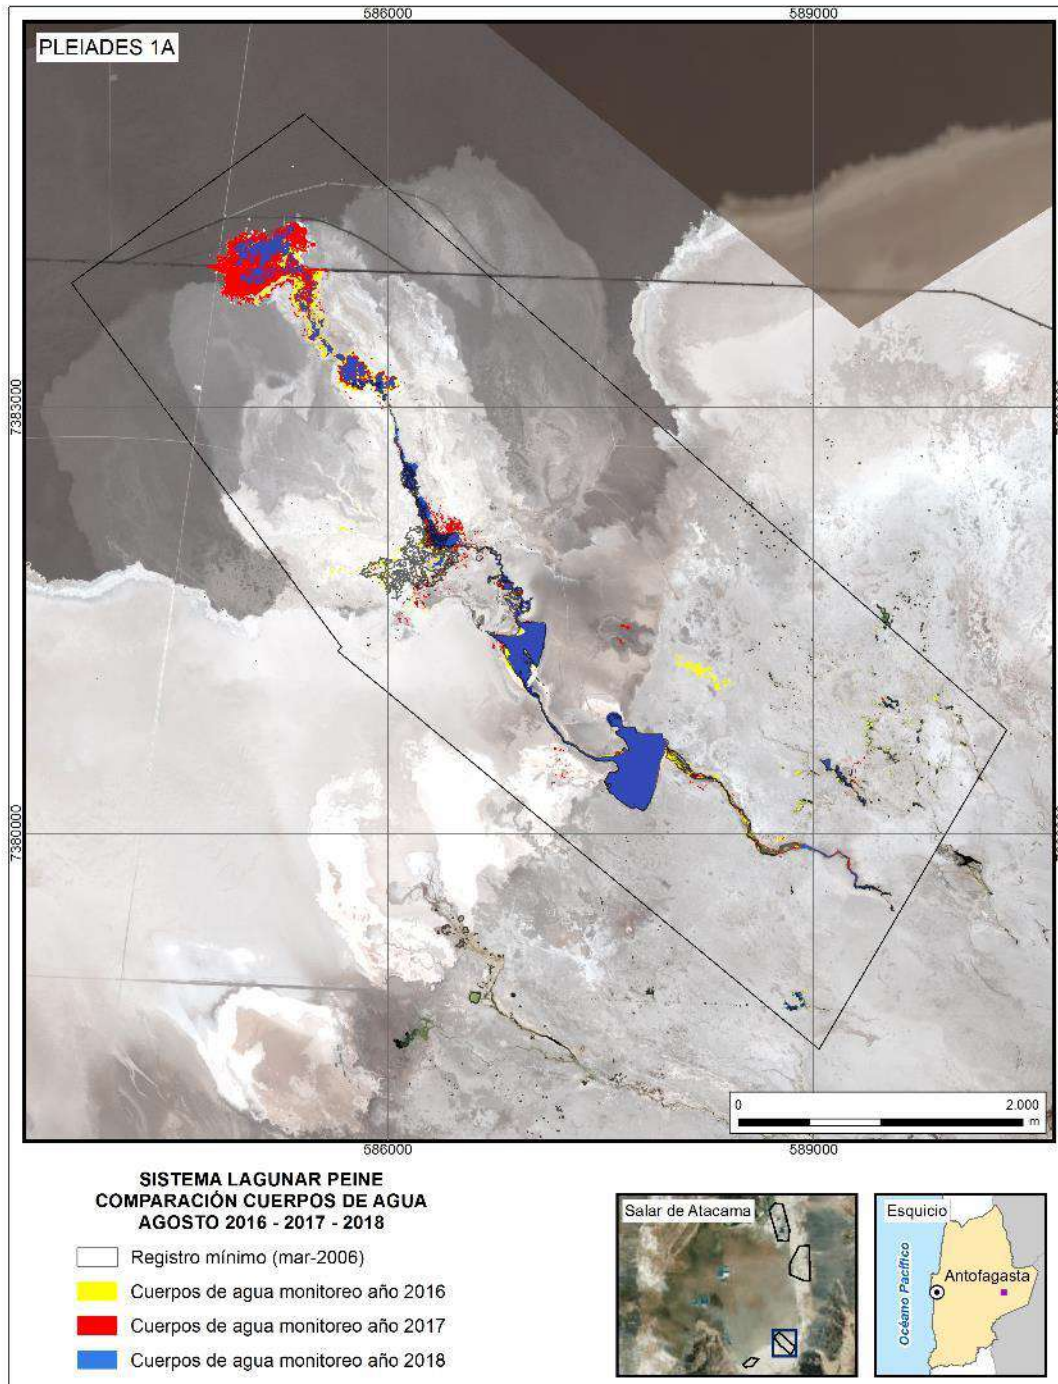 586000
589000
PLEIADES 1A
7383000
7380000
0
2.000
m
586000
589000
SISTEMA LAGUNAR PEINE
COMPARACIÓN CUERPOS DE AGUA
AGOSTO 2016 - 2017 - 2018
Registro mínimo (mar-2006)
Cuerpos de agua monitoreo año 2016
Cuerpos de agua monitoreo año 2017
Cuerpos de agua monitoreo año 2018
Salar de Atacama
Esquicio
Océano Pacífico
Antofagasta